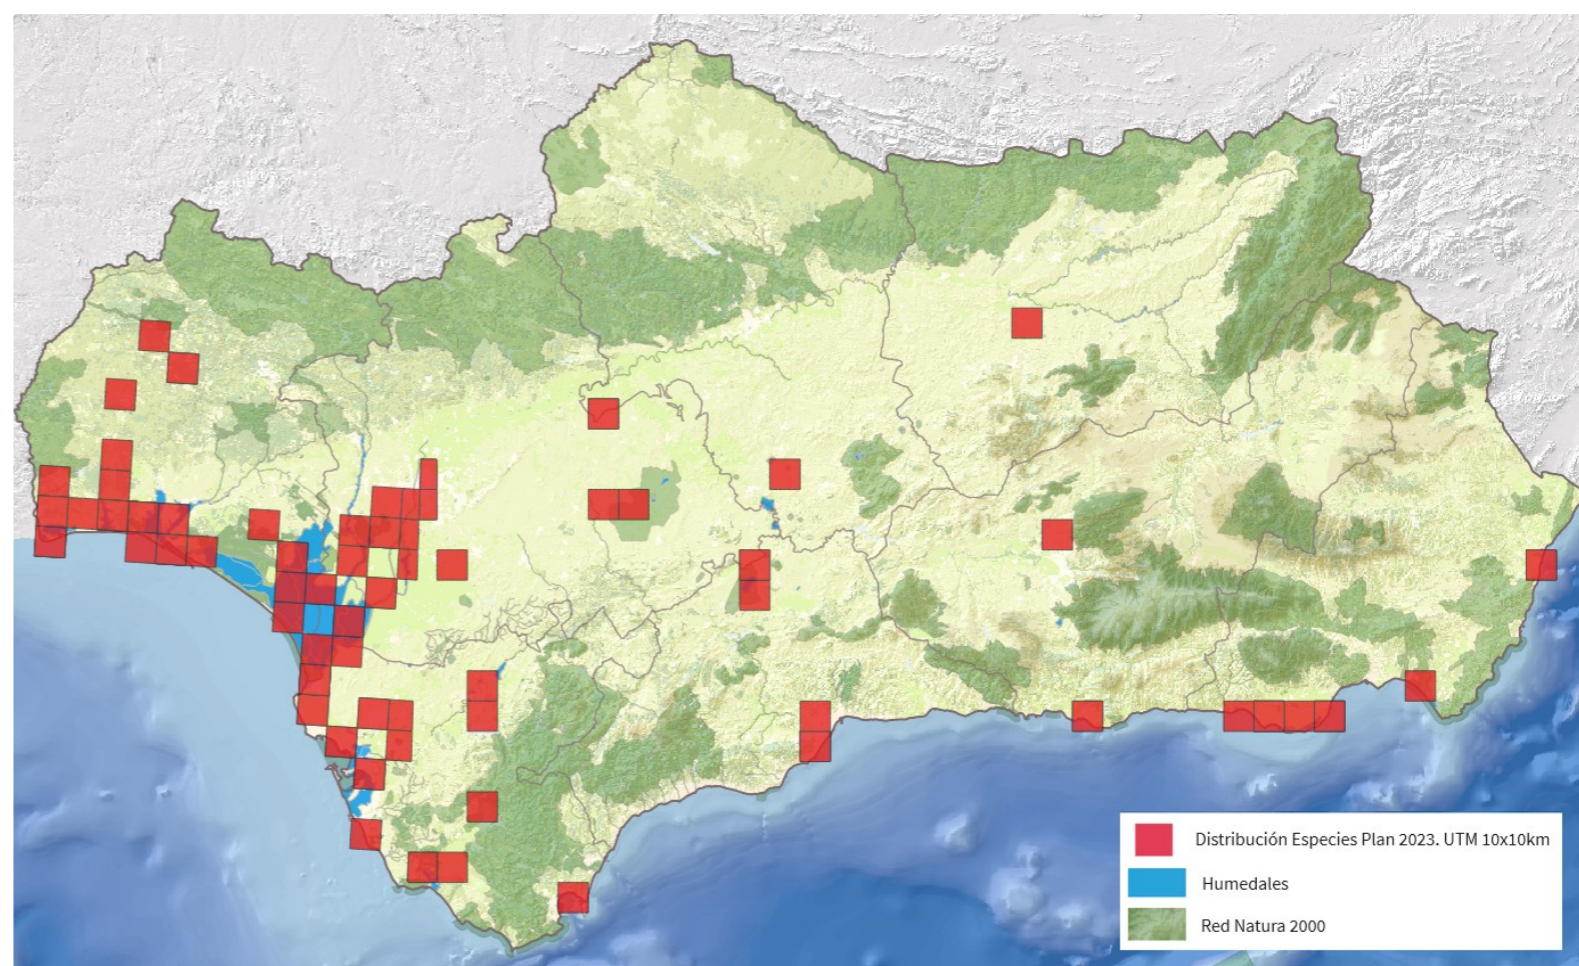 Distribución Especies Plan 2023. UTM 10x10km
Humedales
Red Natura 2000